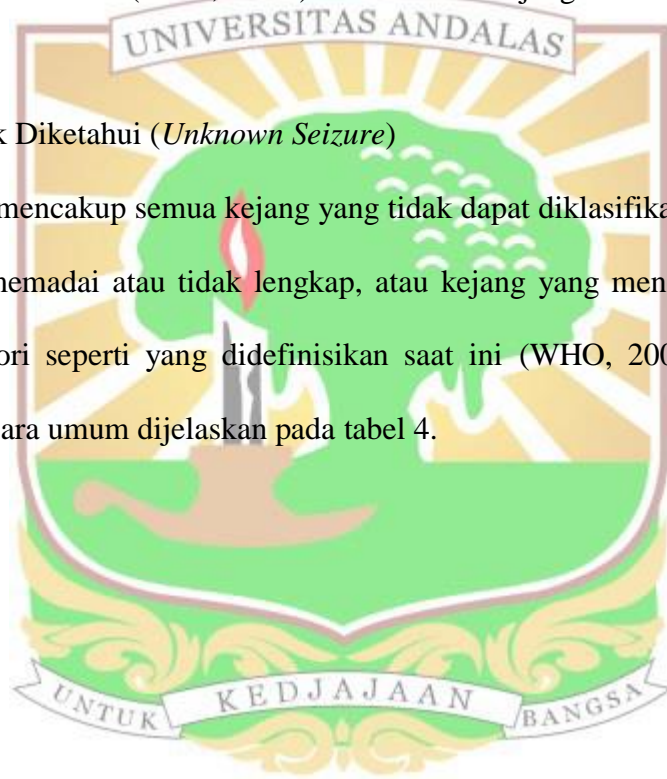 UNIVERSITAS ANDALAS
k Diketahui (Unknown Seizure)
mencakup semua kejang yang tidak dapat diklasifika
memadai atau tidak lengkap, atau kejang yang men
ori seperti yang didefinisikan saat ini (WHO, 200
ara umum dijelaskan pada tabel 4.
UNTUK KEDJAJAAN BANGSA